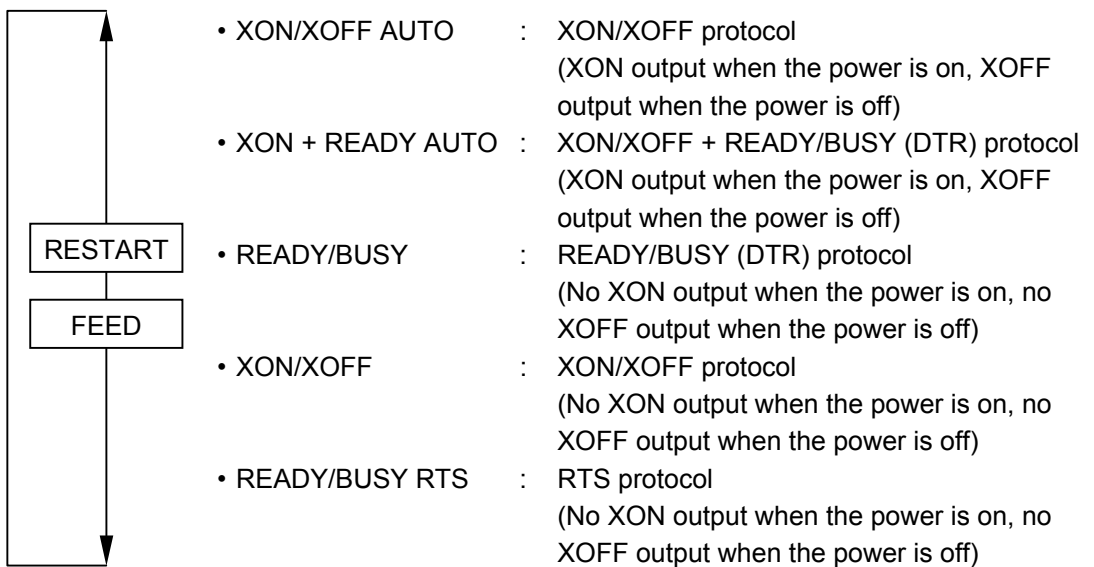 • XON/XOFF AUTO : XON/XOFF protocol
(XON output when the power is on, XOFF
output when the power is off)
• XON + READY AUTO : XON/XOFF + READY/BUSY (DTR) protocol
(XON output when the power is on, XOFF
output when the power is off)
RESTART
• READY/BUSY : READY/BUSY (DTR) protocol
(No XON output when the power is on, no
XOFF output when the power is off)
FEED
• XON/XOFF : XON/XOFF protocol
(No XON output when the power is on, no
XOFF output when the power is off)
• READY/BUSY RTS : RTS protocol
(No XON output when the power is on, no
XOFF output when the power is off)